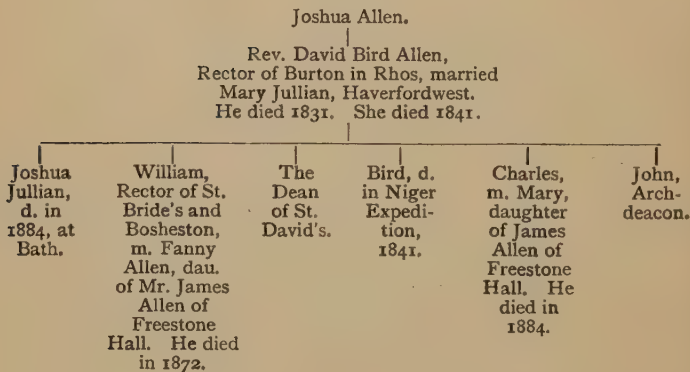 Joshua Allen.
Rev. David Bird Allen,
Rector of Burton in Rhos, married
Mary Jullian, Haverfordwest.
He died 1831. She died 1841.
Joshua
Jullian,
d. in
1884, at
Bath.
William,
Rector of St.
Bride's and
Bosheston,
m. Fanny
Allen, dau.
of Mr. James
Allen of
Freestone
Hall. He died
in 1872.
The
Dean
of St.
David's.
Bird, d.
in Niger
Expedi-
tion,
1841.
Charles,
m. Mary,
daughter
of James
Allen of
Freestone
Hall. He
died in
1884.
John,
Arch-
deacon.